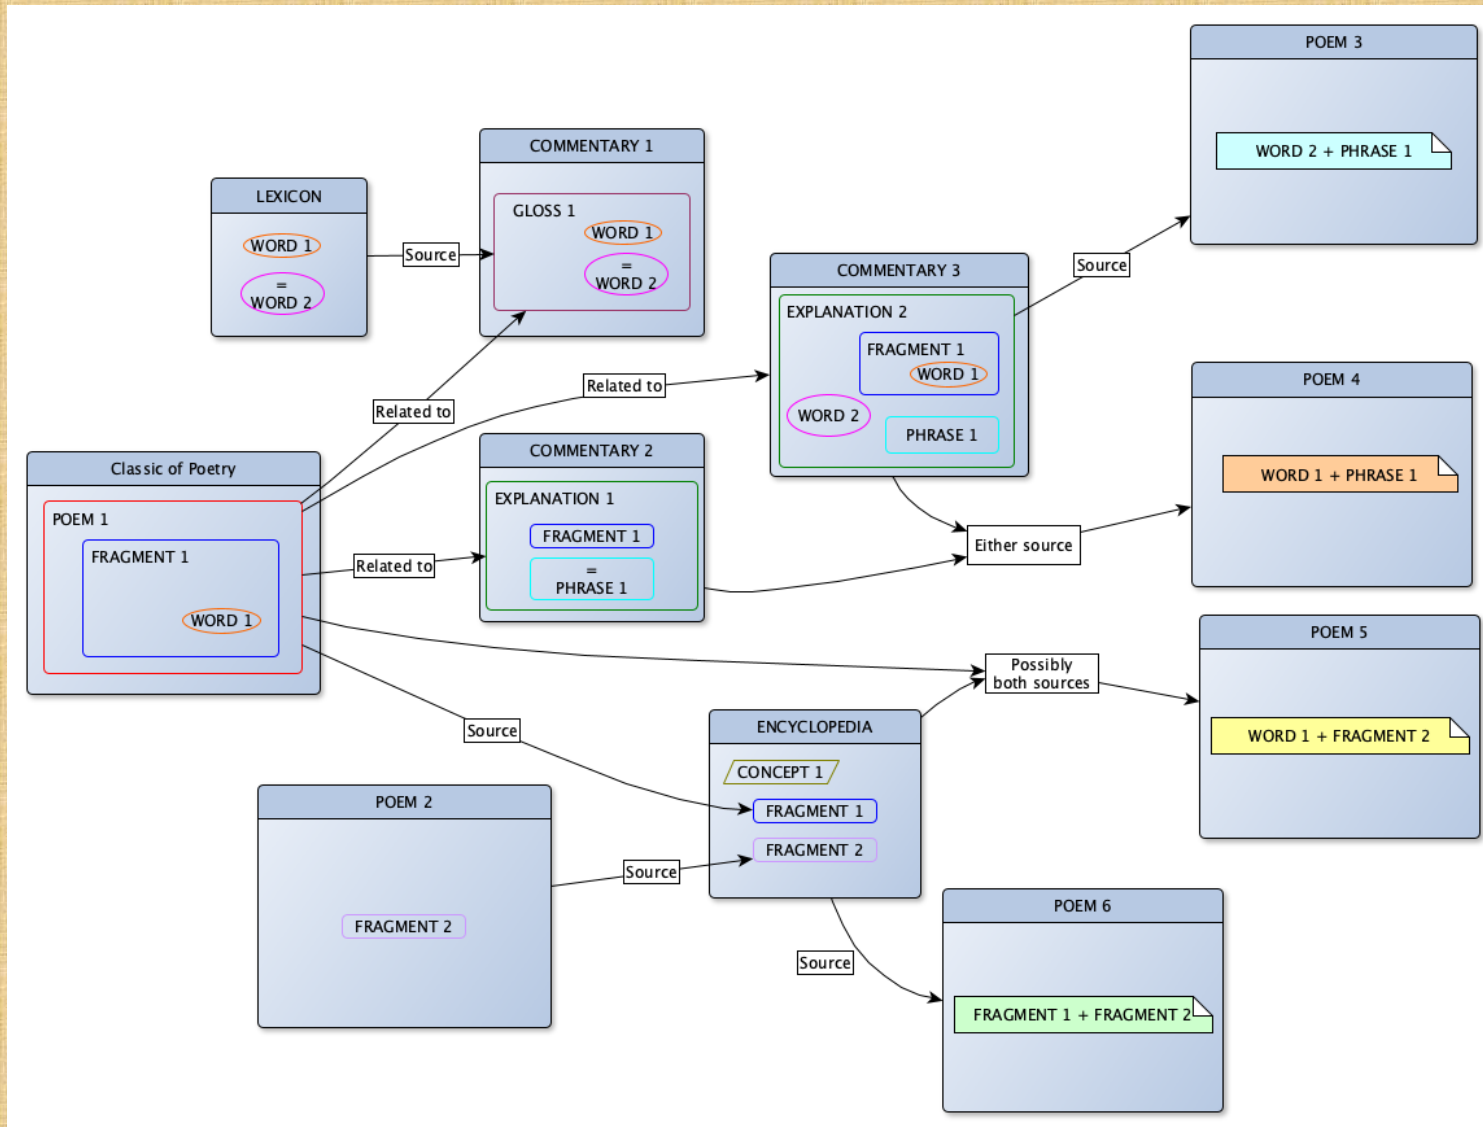 POEM 3
WORD 2 + PHRASE 1
COMMENTARY 1
GLOSS 1
WORD 1
=
WORD 2
LEXICON
WORD 1
=
WORD 2
Source
Source
COMMENTARY 3
EXPLANATION 2
FRAGMENT 1
WORD 1
WORD 2
PHRASE 1
Related to
Related to
POEM 4
WORD 1 + PHRASE 1
COMMENTARY 2
EXPLANATION 1
FRAGMENT 1
=
PHRASE 1
Classic of Poetry
POEM 1
FRAGMENT 1
WORD 1
Related to
Either source
POEM 5
WORD 1 + FRAGMENT 2
Possibly
both sources
Source
ENCYCLOPEDIA
CONCEPT 1
FRAGMENT 1
FRAGMENT 2
POEM 2
FRAGMENT 2
Source
Source
POEM 6
FRAGMENT 1 + FRAGMENT 2